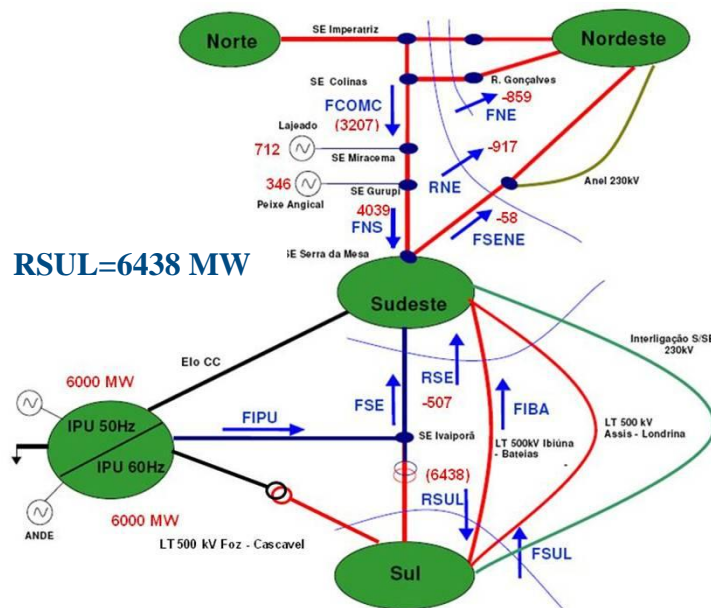 SE Imperatriz
Norte
Nordeste
SE Colinas
R. Gonçalves
FCOMC
(3207)
-859
FNE
Lajeado
712
SE Miracema
-917
346
SE Gurupi
RNE
Anel 230kV
Peixe Angical
4039
FNS
-58
FSENE
SE Serra da Mesa
RSUL=6438 MW
Sudeste
Interligação S/SE
230kV
Elo CC
RSE
6000 MW
FSE
-507
FIBA
FIPU
IPU 50Hz
SE Ivaiporã
LT 500 kV
Assis - Londrina
LT 500kV Ibiúna
- Bateias
IPU 60Hz
(6438)
RSUL
6000 MW
ANDE
LT 500 kV Foz - Cascavel
FSUL
Sul